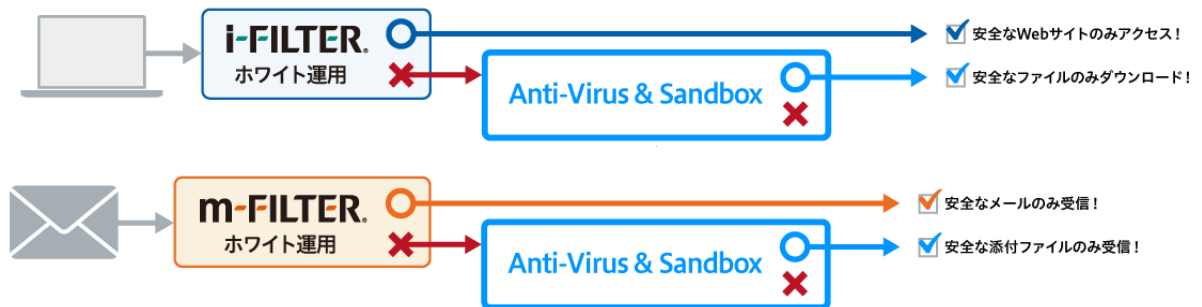 i-FILTER®
ホワイト運用
安全なWebサイトのみアクセス！
Anti-Virus & Sandbox
安全なファイルのみダウンロード！
m-FILTER®
ホワイト運用
安全なメールのみ受信！
Anti-Virus & Sandbox
安全な添付ファイルのみ受信！